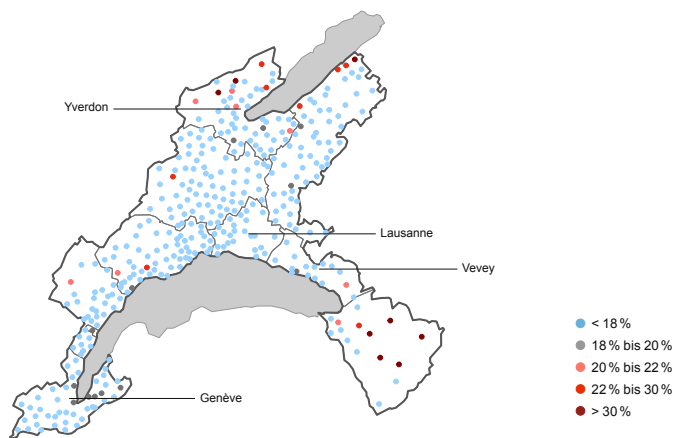 Yverdon
Lausanne
Vevey
Genève
< 18 %
18 % bis 20 %
20 % bis 22 %
22 % bis 30 %
> 30 %